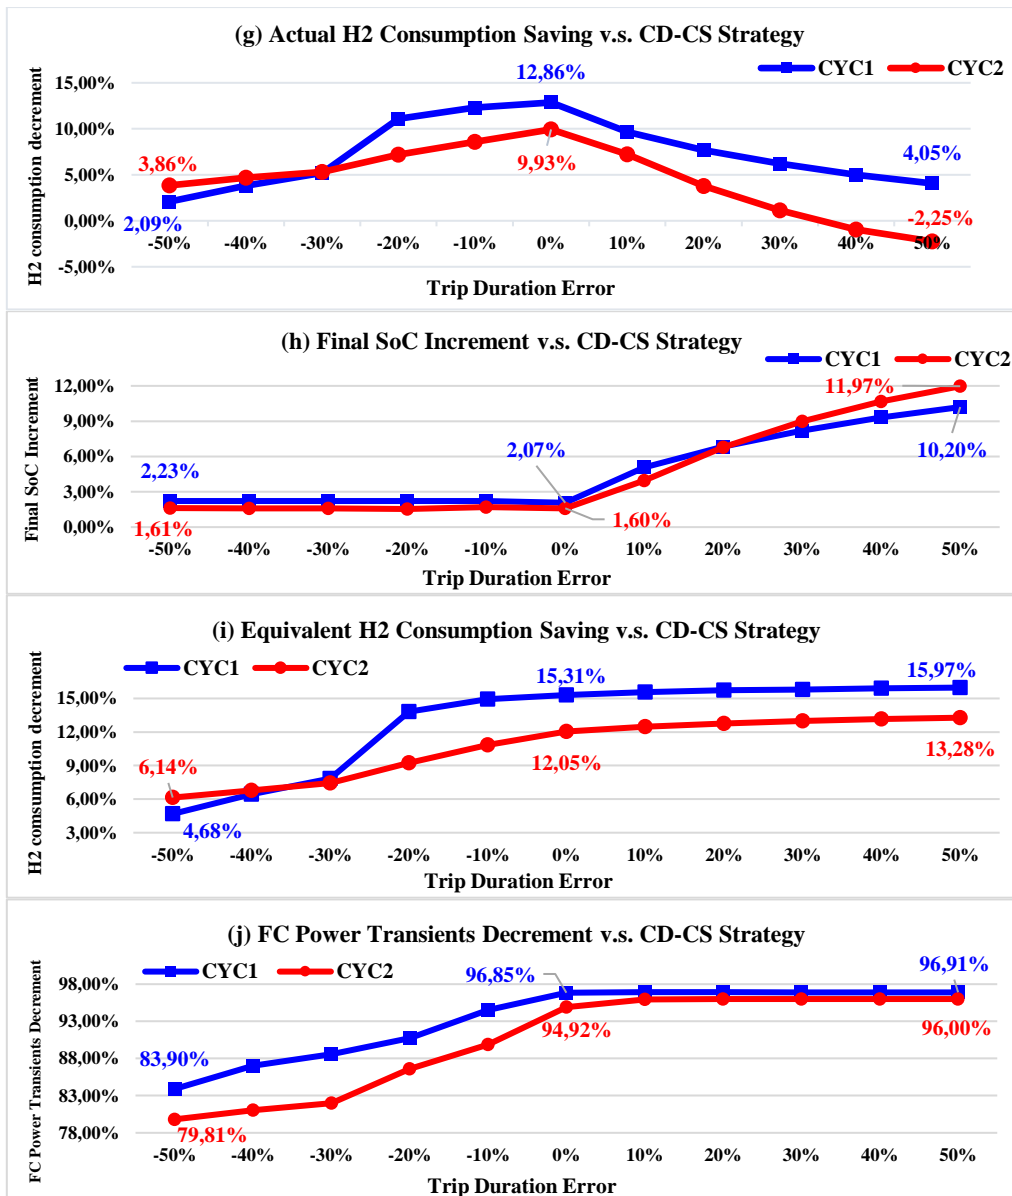 (g) Actual H2 Consumption Saving v.s. CD-CS Strategy
CYC1 CYC2
H2 consumption decrement
15,00%
10,00%
5,00%
0,00%
-5,00%
12,86%
3,86%
9,93%
4,05%
2,09%
-2,25%
-50% -40% -30% -20% -10% 0% 10% 20% 30% 40% 50%
Trip Duration Error
(h) Final SoC Increment v.s. CD-CS Strategy
CYC1 CYC2
Final SoC Increment
12,00%
9,00%
6,00%
3,00%
0,00%
11,97%
2,07%
10,20%
2,23%
1,61%
1,60%
-50% -40% -30% -20% -10% 0% 10% 20% 30% 40% 50%
Trip Duration Error
(i) Equivalent H2 Consumption Saving v.s. CD-CS Strategy
CYC1 CYC2
H2 consumption decrement
15,00%
12,00%
9,00%
6,00%
3,00%
15,31%
15,97%
6,14%
12,05%
13,28%
4,68%
-50% -40% -30% -20% -10% 0% 10% 20% 30% 40% 50%
Trip Duration Error
(j) FC Power Transients Decrement v.s. CD-CS Strategy
CYC1 CYC2
FC Power Transients Decrement
98,00%
93,00%
88,00%
83,00%
78,00%
96,85%
96,91%
83,90%
94,92%
96,00%
79,81%
-50% -40% -30% -20% -10% 0% 10% 20% 30% 40% 50%
Trip Duration Error